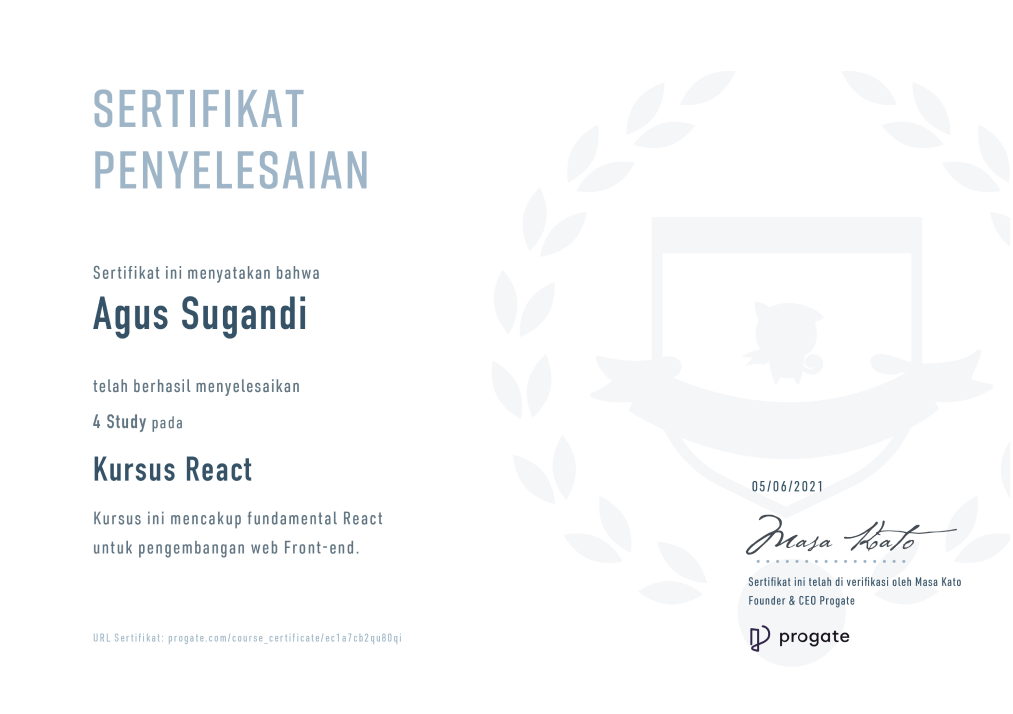 SERTIFIKAT
PENYELESAIAN
Sertifikat ini menyatakan bahwa
Agus Sugandi
telah berhasil menyelesaikan
4 Study pada
Kursus React
Kursus ini mencakup fundamental React
untuk pengembangan web Front-end.
URL Sertifikat: progate.com/course_certificate/ec1a7cb2qu80qi
05/06/2021
Masa Kato
Sertifikat ini telah di verifikasi oleh Masa Kato
Founder & CEO Progate
progate